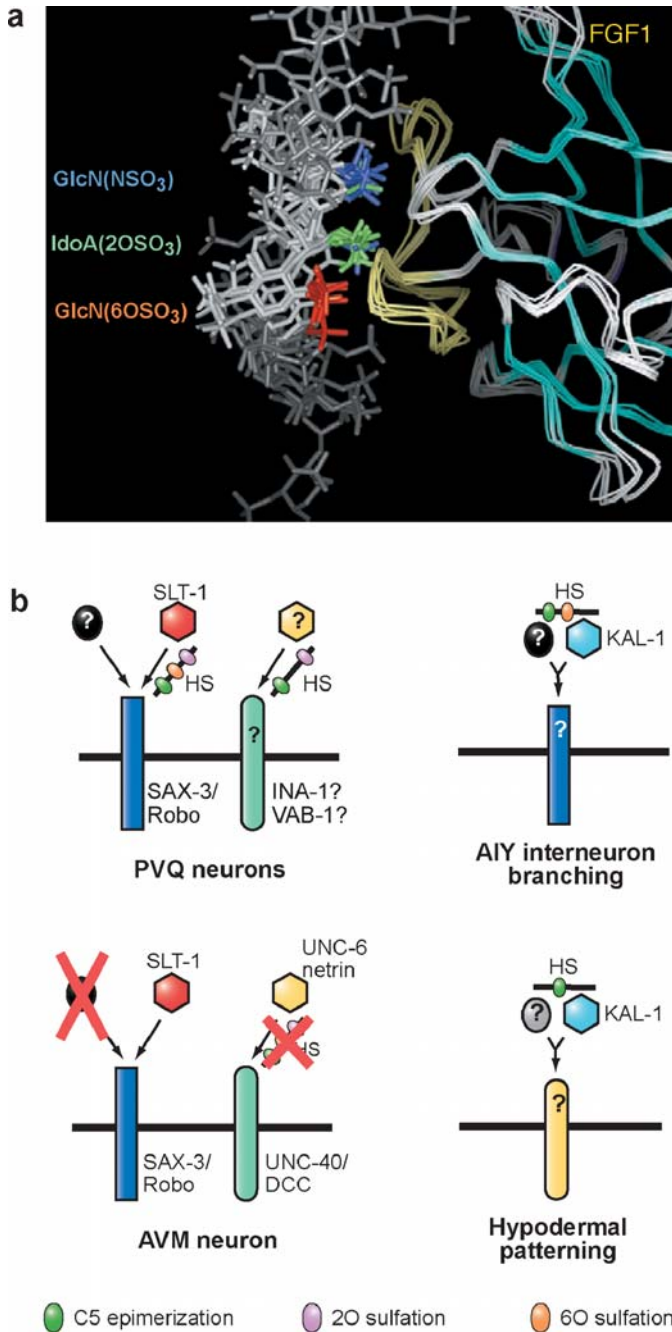 a
FGF1
GlcN(NSO3)
IdoA(2OSO3)
GlcN(6OSO3)
b
?
SLT-1
HS
SAX-3/
Robo
?
HS
?
INA-1?
VAB-1?
PVQ neurons
HS
?
KAL-1
?
AIY interneuron
branching
SLT-1
SAX-3/
Robo
UNC-6
netrin
HS
UNC-40/
DCC
AVM neuron
HS
?
KAL-1
?
Hypodermal
patterning
C5 epimerization
2O sulfation
6O sulfation